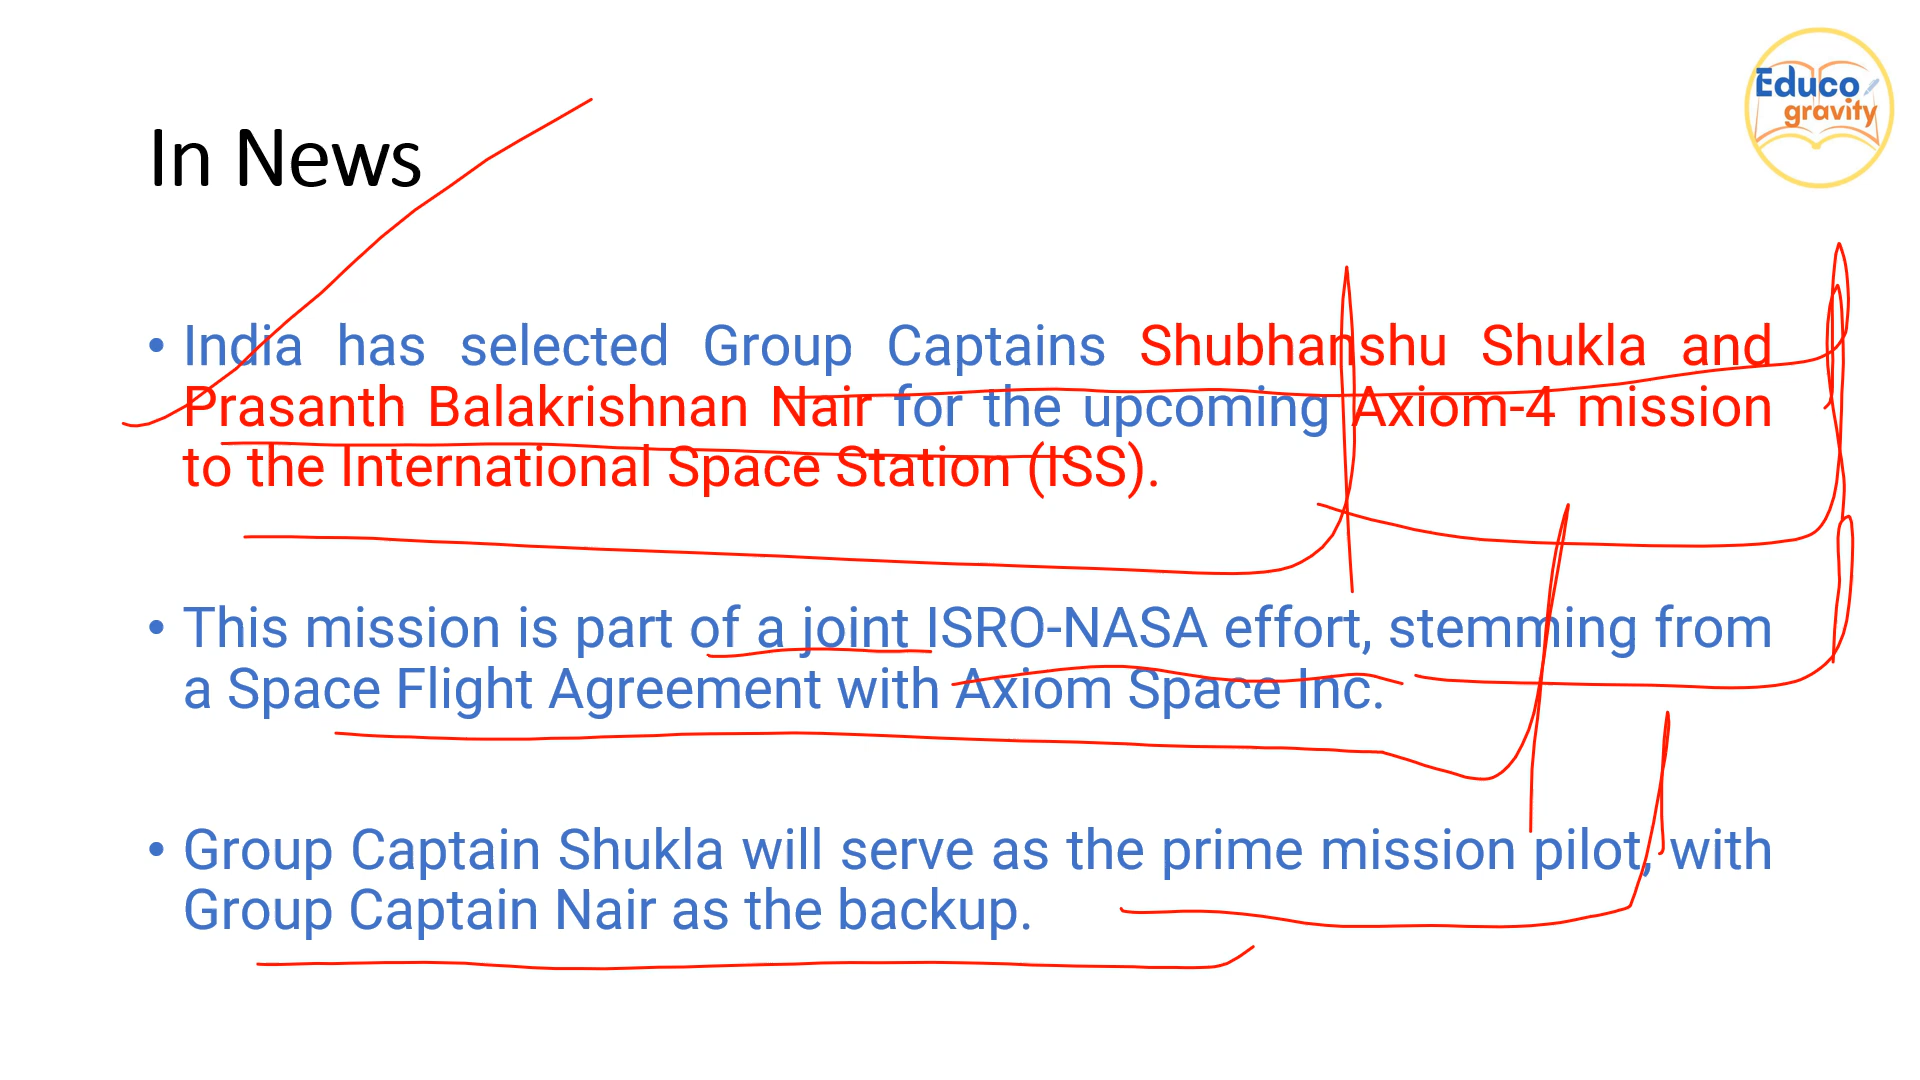 Educo
gravity
In News
• India has selected Group Captains Shubhanshu Shukla and
Prasanth Balakrishnan Nair for the upcoming Axiom-4 mission
to the International Space Station (ISS).
• This mission is part of a joint ISRO-NASA effort, stemming from
a Space Flight Agreement with Axiom Space Inc.
• Group Captain Shukla will serve as the prime mission pilot, with
Group Captain Nair as the backup.